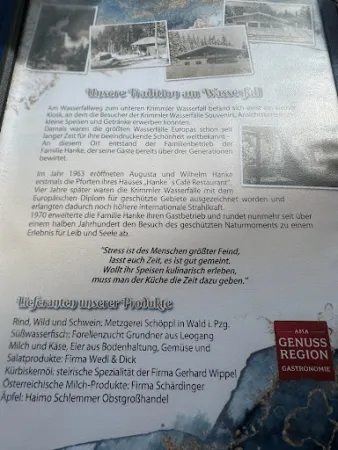 Unsere Tradition am Wasserfall
Am Wasserfallweg zum unteren Krimmler Wasserfall befand sich einst ein kleiner
Kiosk, an dem die Besucher der Krimmler Wasserfälle Souvenirs, Ansichtskarten,
kleine Speisen und Getränke erwerben konnten.
Damals waren die größten Wasserfälle Europas schon seit
langer Zeit für ihre beeindruckende Schönheit weltbekannt.
An diesem Ort entstand der Familienbetrieb der
Familie Hanke, der seine Gäste bereits über drei Generationen
bewirtet.
Im Jahre 1963 eröffneten Augusta und Wilhelm Hanke
erstmals die Pforten ihres Hauses „Hanke´s Café Restaurant“.
Vier Jahre später waren die Krimmler Wasserfälle mit dem
Europäischen Diplom für geschützte Gebiete ausgezeichnet worden und
erlangten dadurch noch höhere internationale Strahlkraft.
1970 erweiterte die Familie Hanke ihren Gastbetrieb und rundet nunmehr seit über
einem halben Jahrhundert den Besuch des geschützten Naturmoments zu einem
Erlebnis für Leib und Seele ab.
"Stress ist des Menschen größter Feind,
lasst euch Zeit, es ist gut gemeint.
Wollt ihr Speisen kulinarisch erleben,
muss man der Küche die Zeit dazu geben."
Lieferanten unserer Produkte
Rind, Wild und Schwein: Metzgerei Schöppl in Wald i. Pzg.
Süßwasserfisch: Forellenzucht Grundner aus Leogang
Milch und Käse, Eier aus Bodenhaltung, Gemüse und
Salatprodukte: Firma Wedl & Dick
Kürbiskernöl: steirische Spezialität der Firma Gerhard Wippel
Österreichische Milch-Produkte: Firma Schärdinger
Äpfel: Haimo Schlemmer Obstgroßhandel
AMA
GENUSS
REGION
GASTRONOMIE